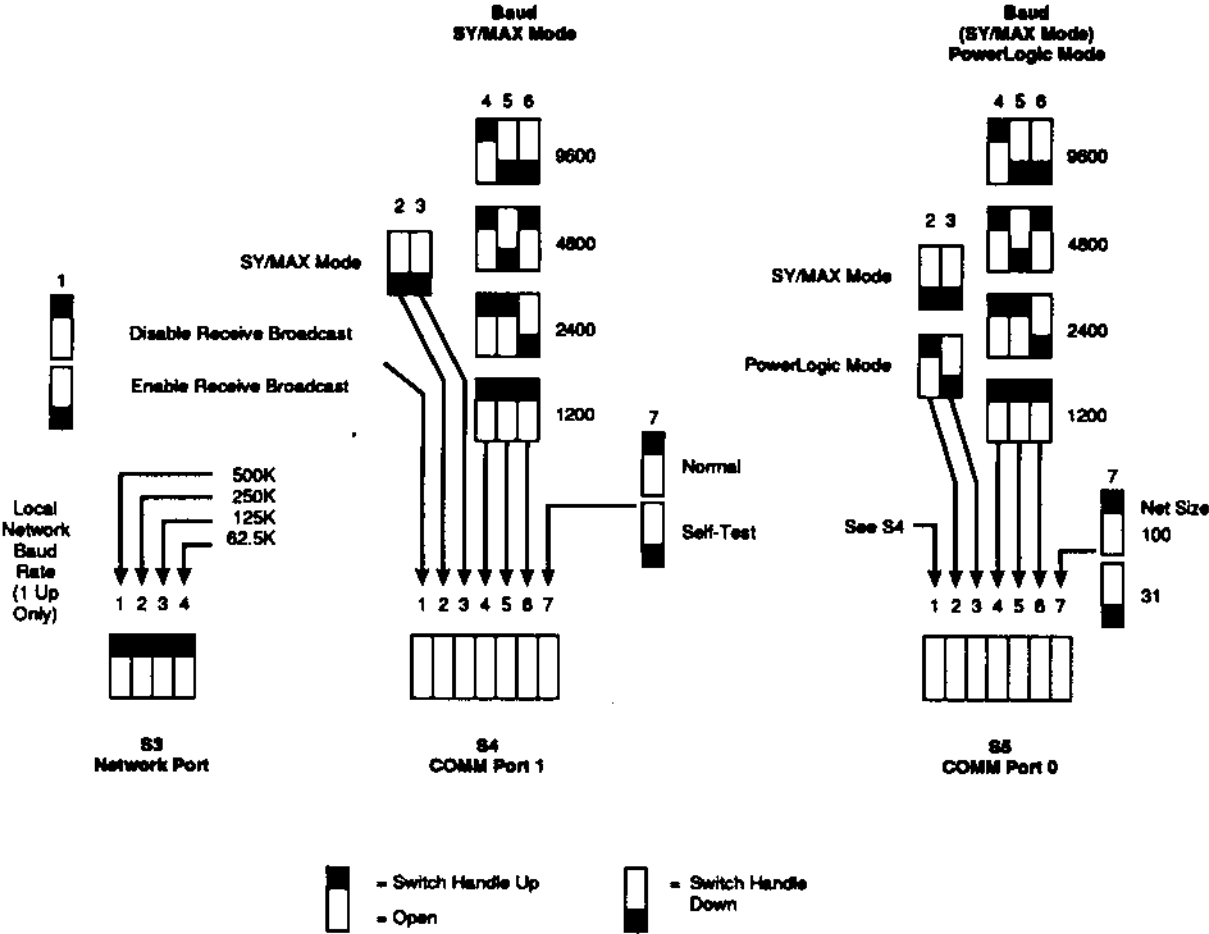 Baud
SY/MAX Mode
4 5 6
9600
4800
2400
1200
2 3
SY/MAX Mode
1
Disable Receive Broadcast
Enable Receive Broadcast
7
Normal
Self-Test
Local
Network
Baud
Rate
(1 Up
Only)
500K
250K
125K
62.5K
1 2 3 4
S3
Network Port
1 2 3 4 5 6 7
S4
COMM Port 1
Baud
(SY/MAX Mode)
PowerLogic Mode
4 5 6
9600
4800
2400
1200
2 3
SY/MAX Mode
PowerLogic Mode
7
Net Size
100
31
See S4
1 2 3 4 5 6 7
S5
COMM Port 0
= Switch Handle Up
= Open
= Switch Handle
Down